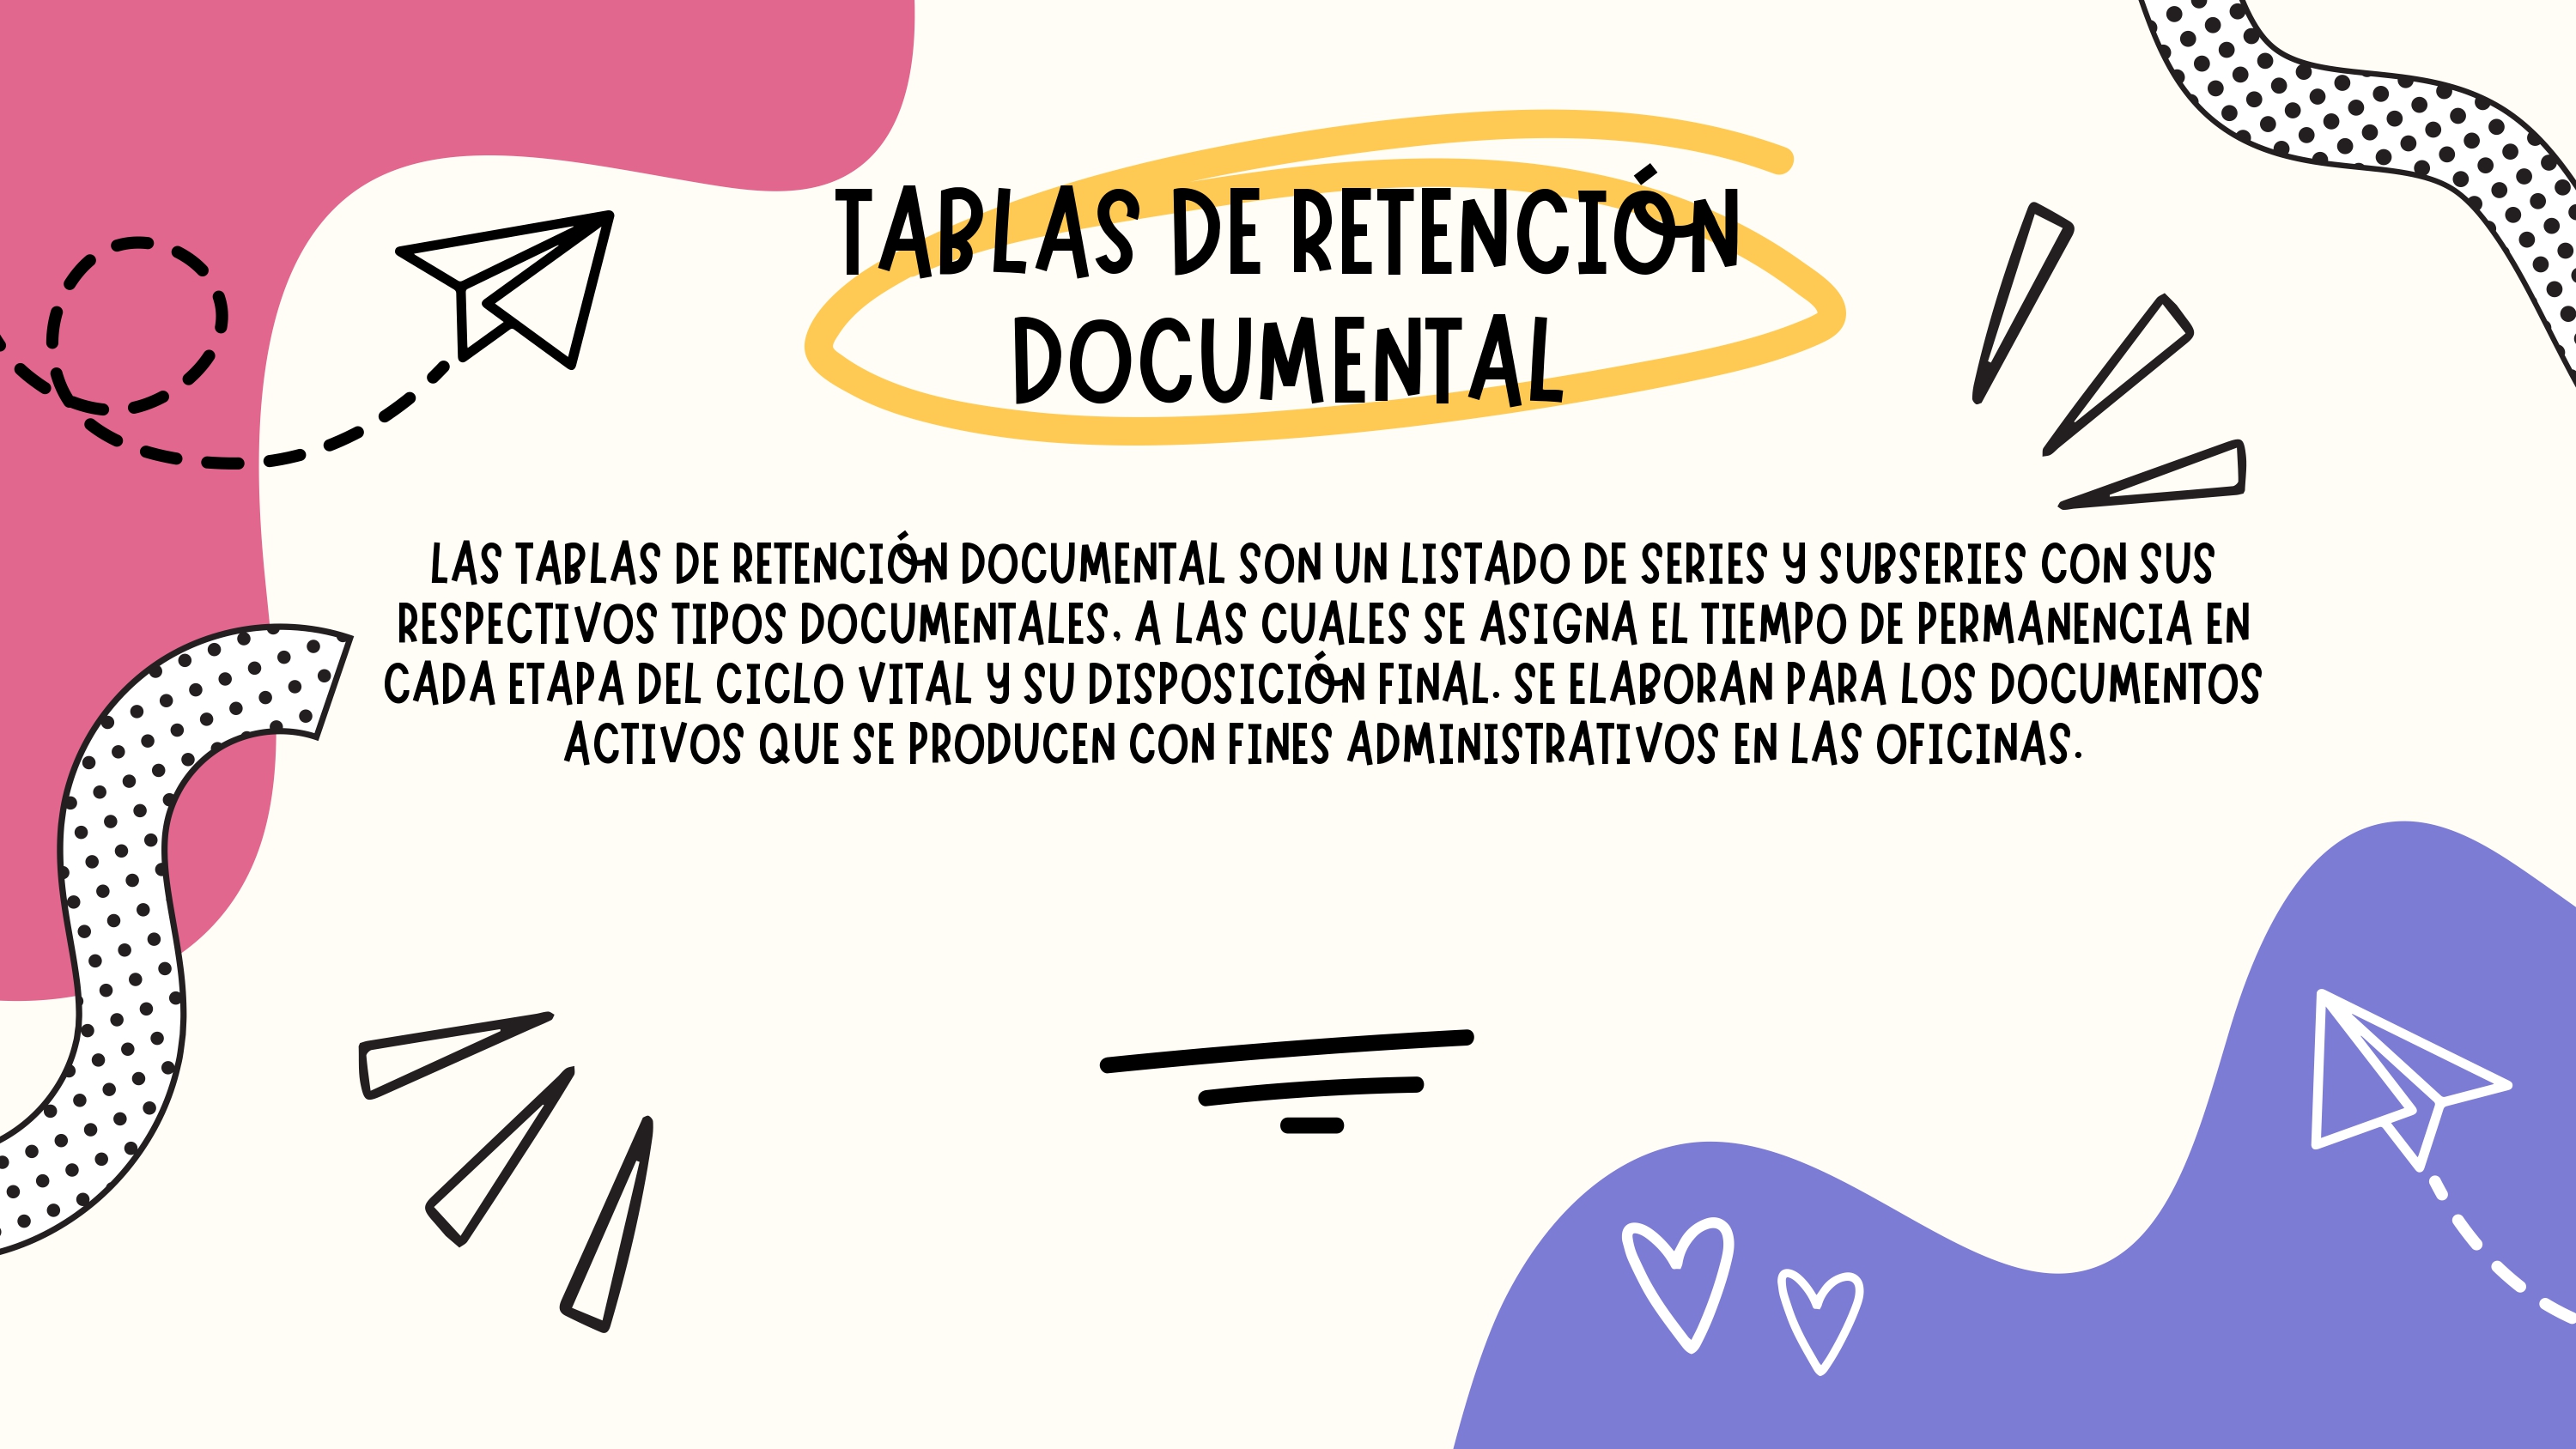 TABLAS DE RETENCIÓN
DOCUMENTAL
LAS TABLAS DE RETENCIÓN DOCUMENTAL SON UN LISTADO DE SERIES Y SUBSERIES CON SUS
RESPECTIVOS TIPOS DOCUMENTALES, A LAS CUALES SE ASIGNA EL TIEMPO DE PERMANENCIA EN
CADA ETAPA DEL CICLO VITAL Y SU DISPOSICIÓN FINAL. SE ELABORAN PARA LOS DOCUMENTOS
ACTIVOS QUE SE PRODUCEN CON FINES ADMINISTRATIVOS EN LAS OFICINAS.